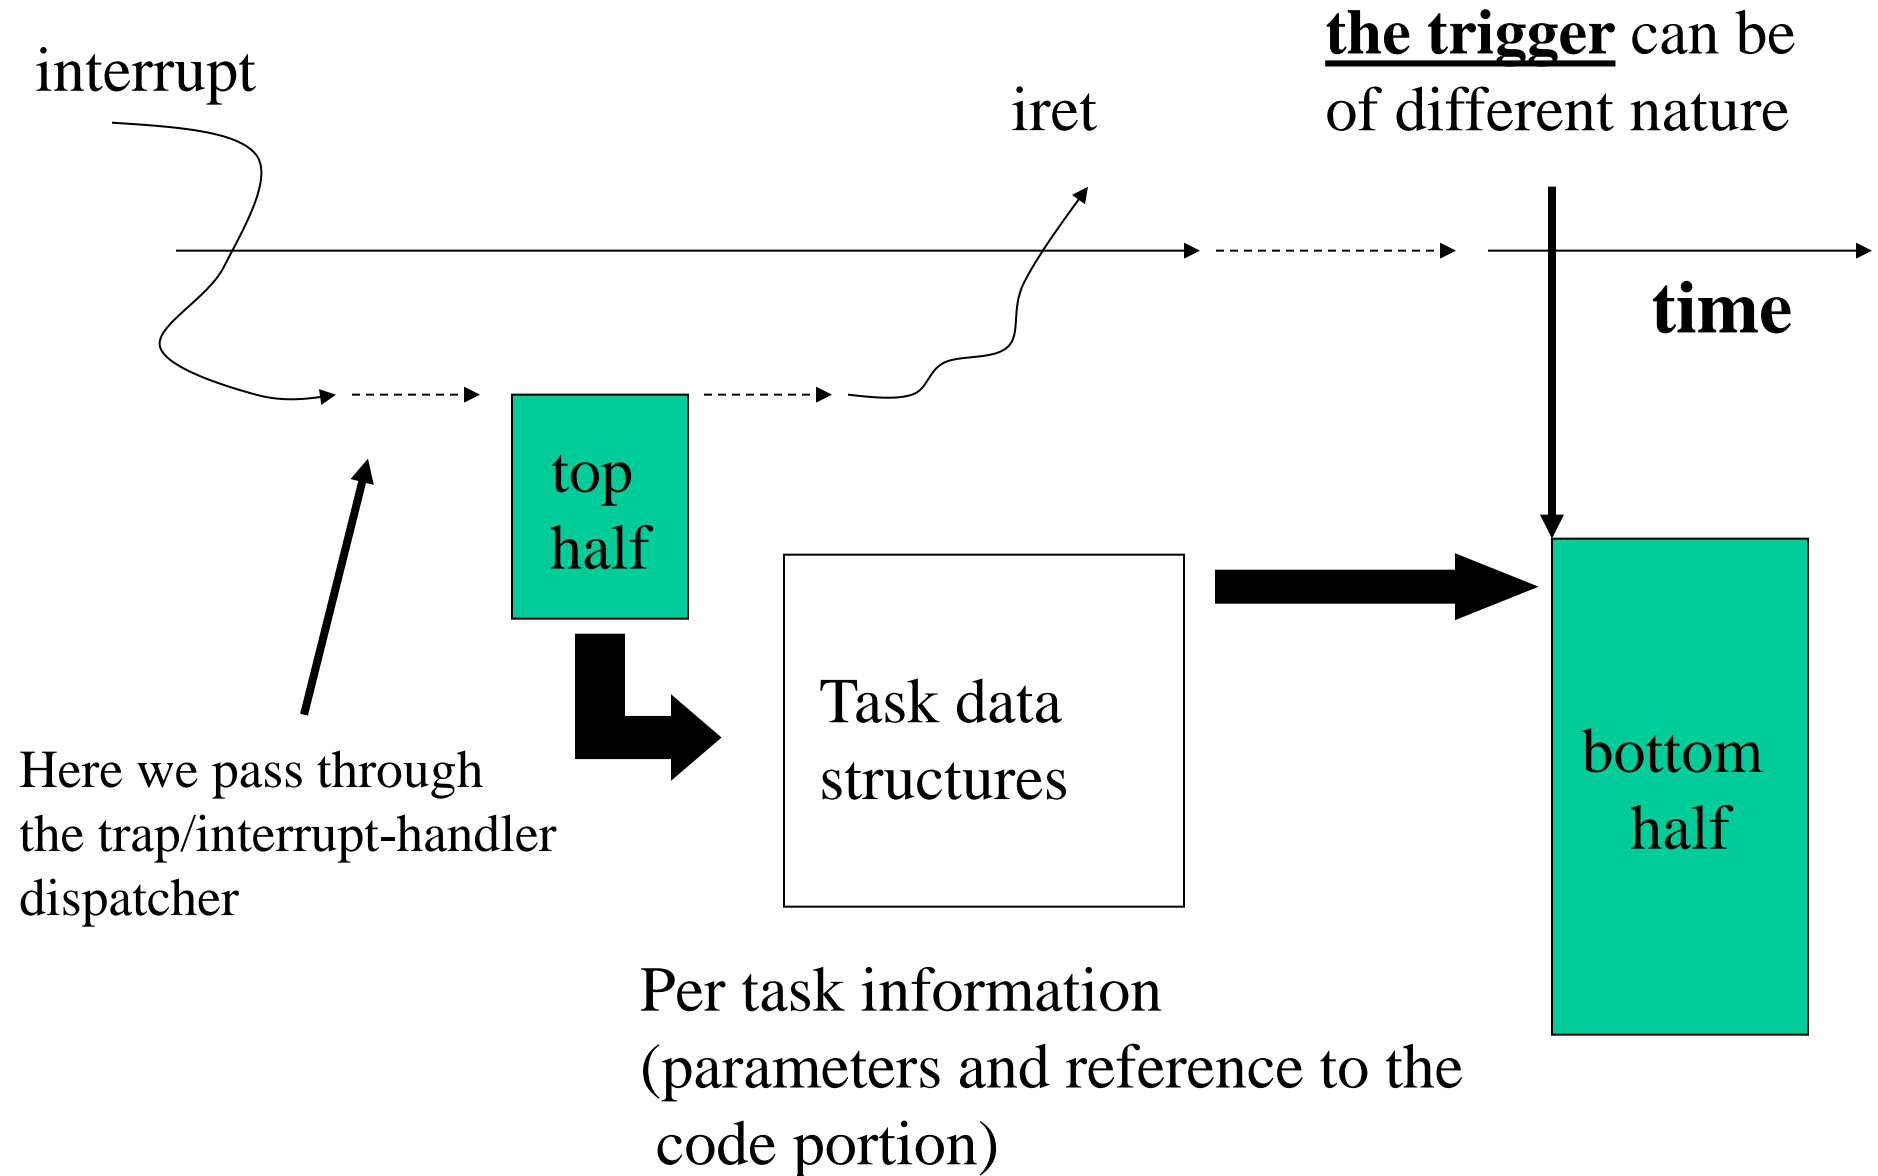 interrupt
iret
the trigger can be
of different nature
time
top
half
Here we pass through
the trap/interrupt-handler
dispatcher
Task data
structures
bottom
half
Per task information
(parameters and reference to the
code portion)